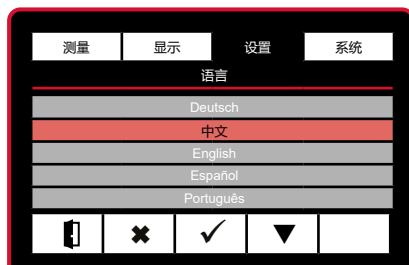 测量 显示 设置 系统
语言
Deutsch
中文
English
Español
Português